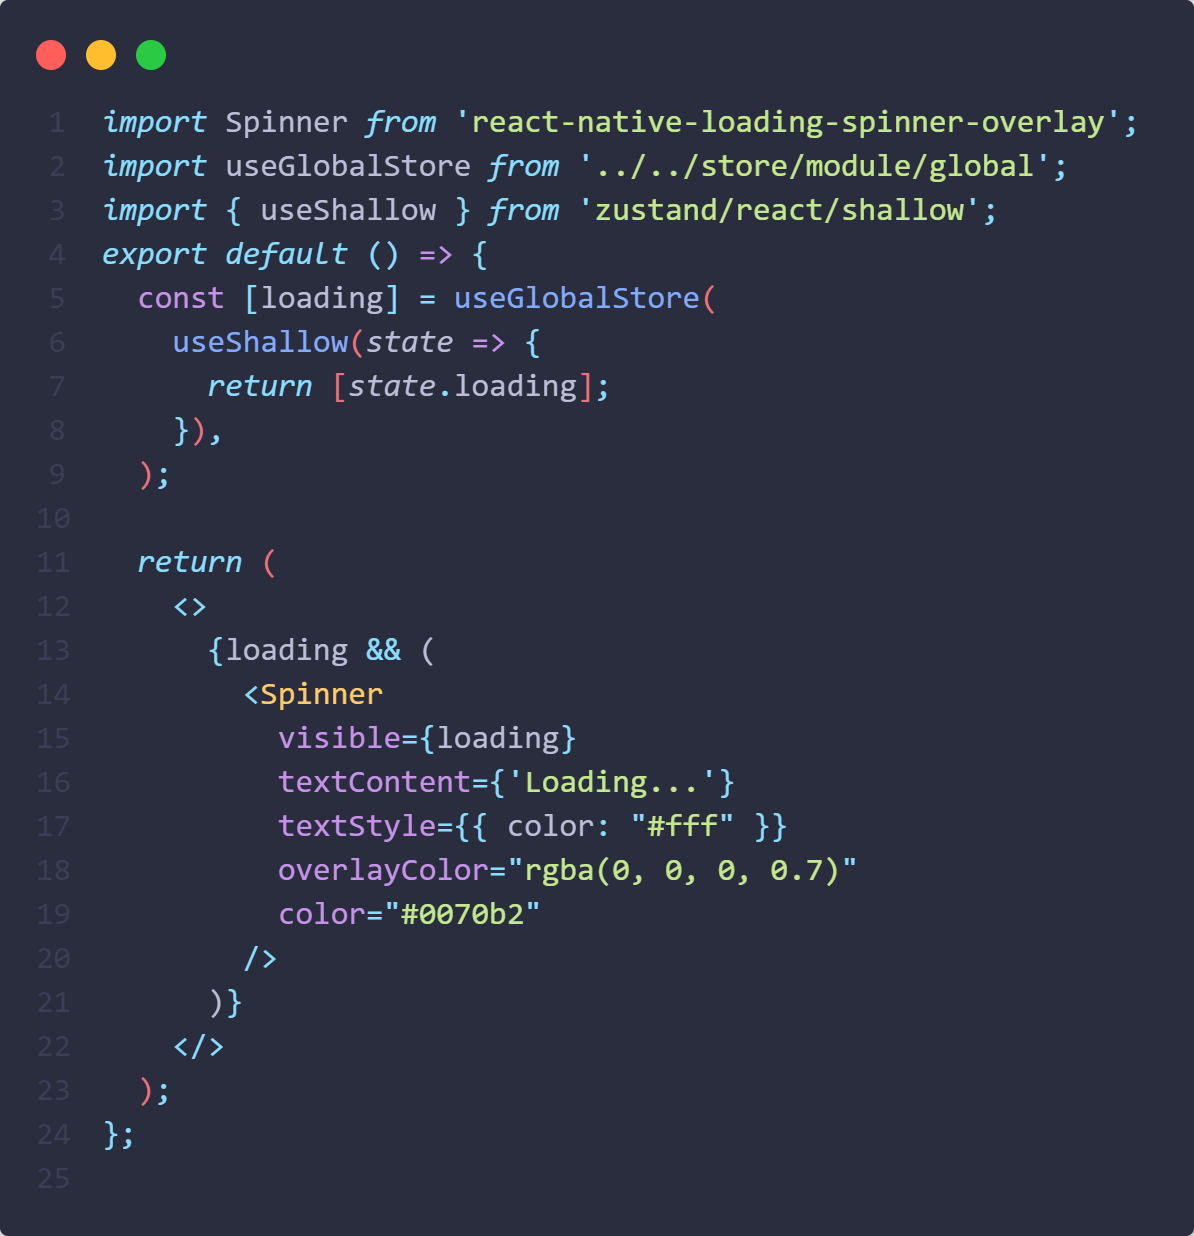 1 import Spinner from 'react-native-loading-spinner-overlay';
2 import useGlobalStore from '../../store/module/global';
3 import { useShallow } from 'zustand/react/shallow';
4 export default () => {
5   const [loading] = useGlobalStore(
6     useShallow(state => {
7       return [state.loading];
8     }),
9   );
10
11   return (
12     <>
13       {loading && (
14         <Spinner
15           visible={loading}
16           textContent={'Loading...'}
17           textStyle={{ color: "#fff" }}
18           overlayColor="rgba(0, 0, 0, 0.7)"
19           color="#0070b2"
20         />
21       )}
22     </>
23   );
24 };
25